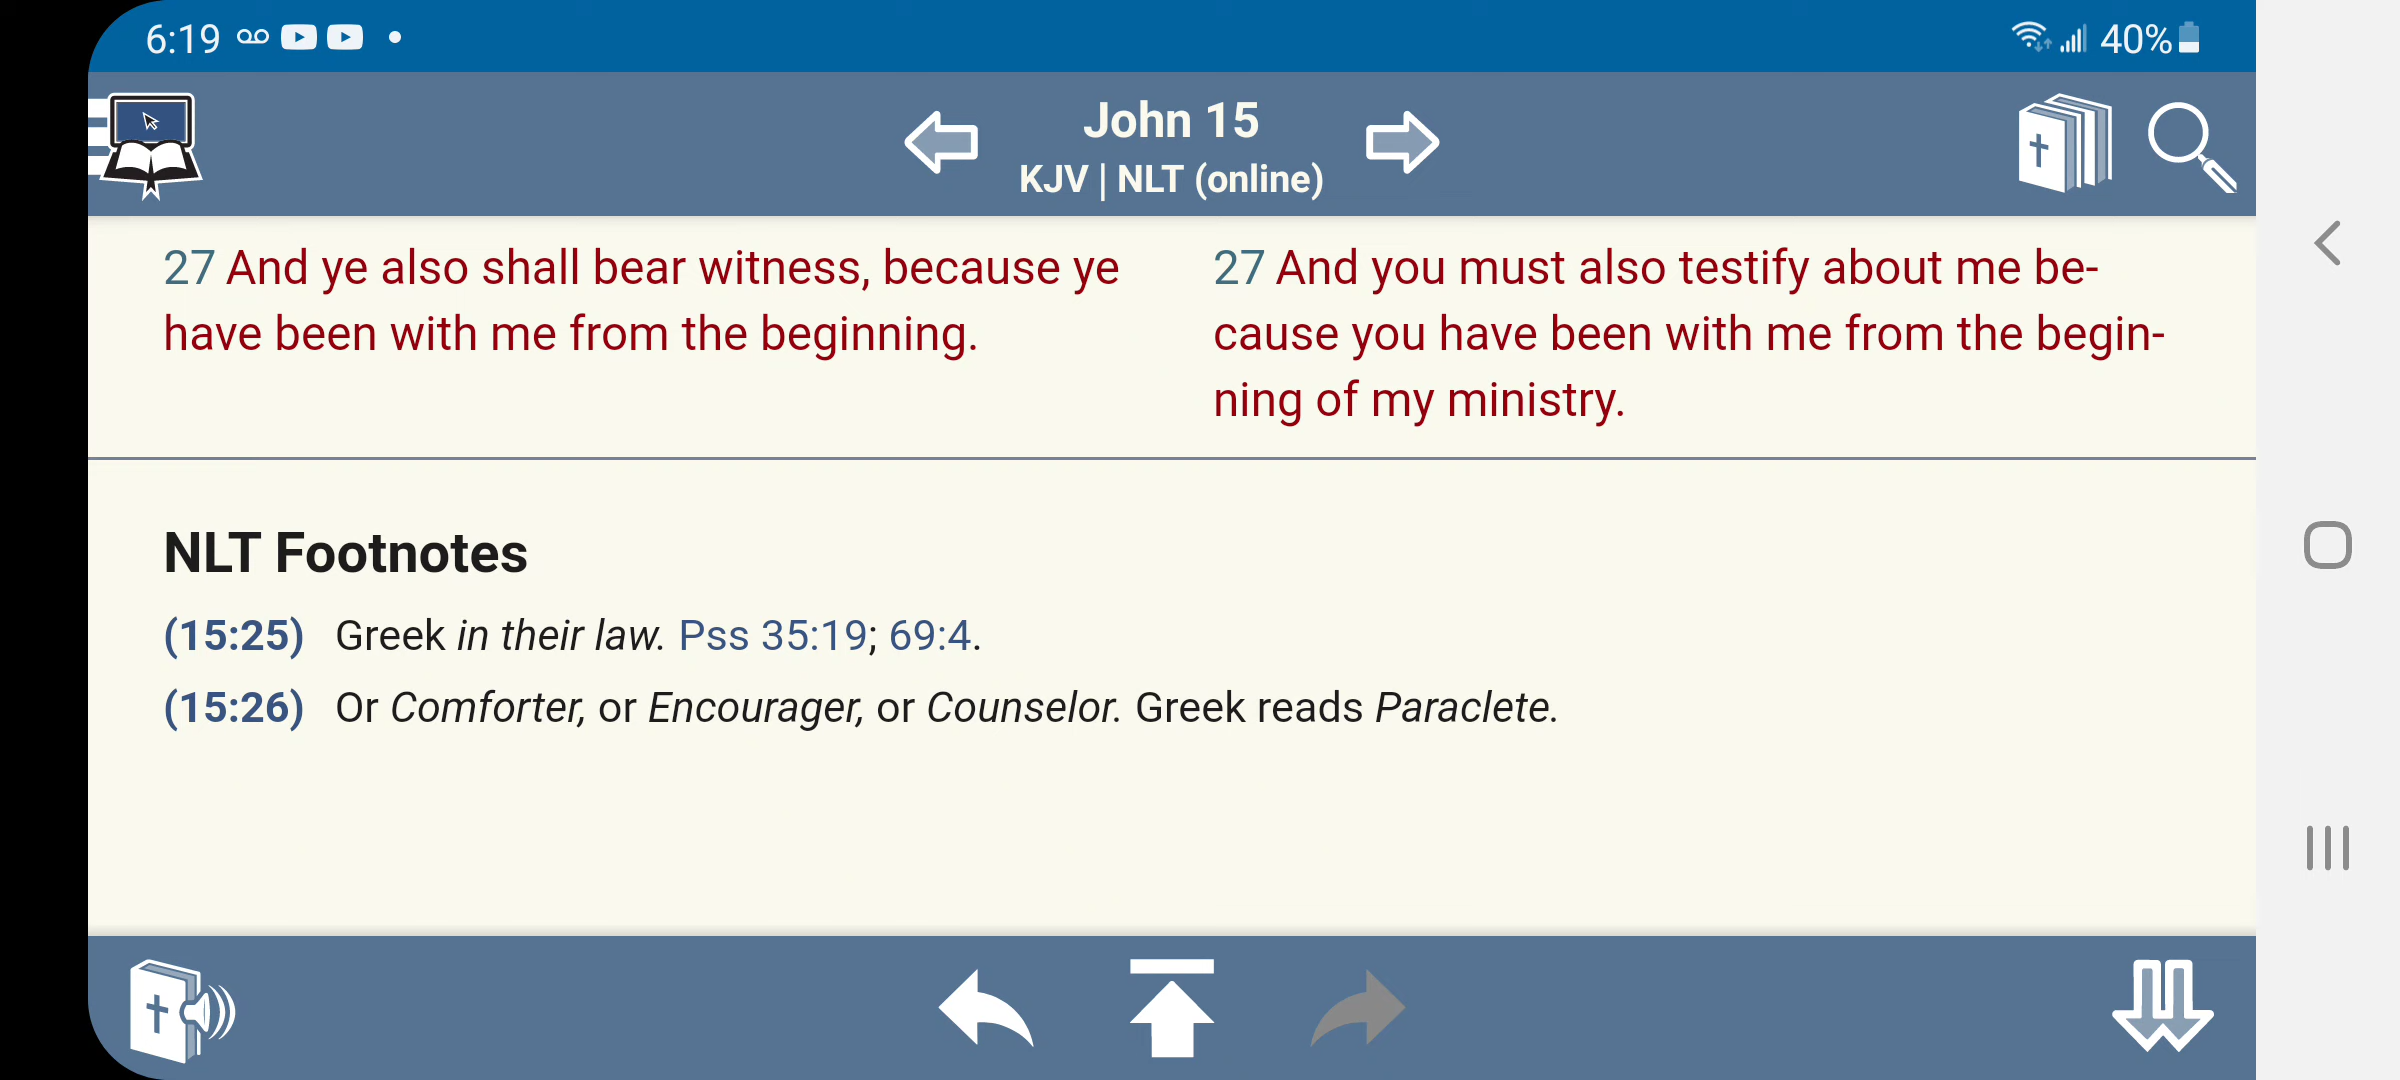 6:19
40%
John 15
KJV | NLT (online)
27 And ye also shall bear witness, because ye
have been with me from the beginning.
27 And you must also testify about me be-
cause you have been with me from the begin-
ning of my ministry.
NLT Footnotes
(15:25) Greek in their law. Pss 35:19; 69:4.
(15:26) Or Comforter, or Encourager, or Counselor. Greek reads Paraclete.